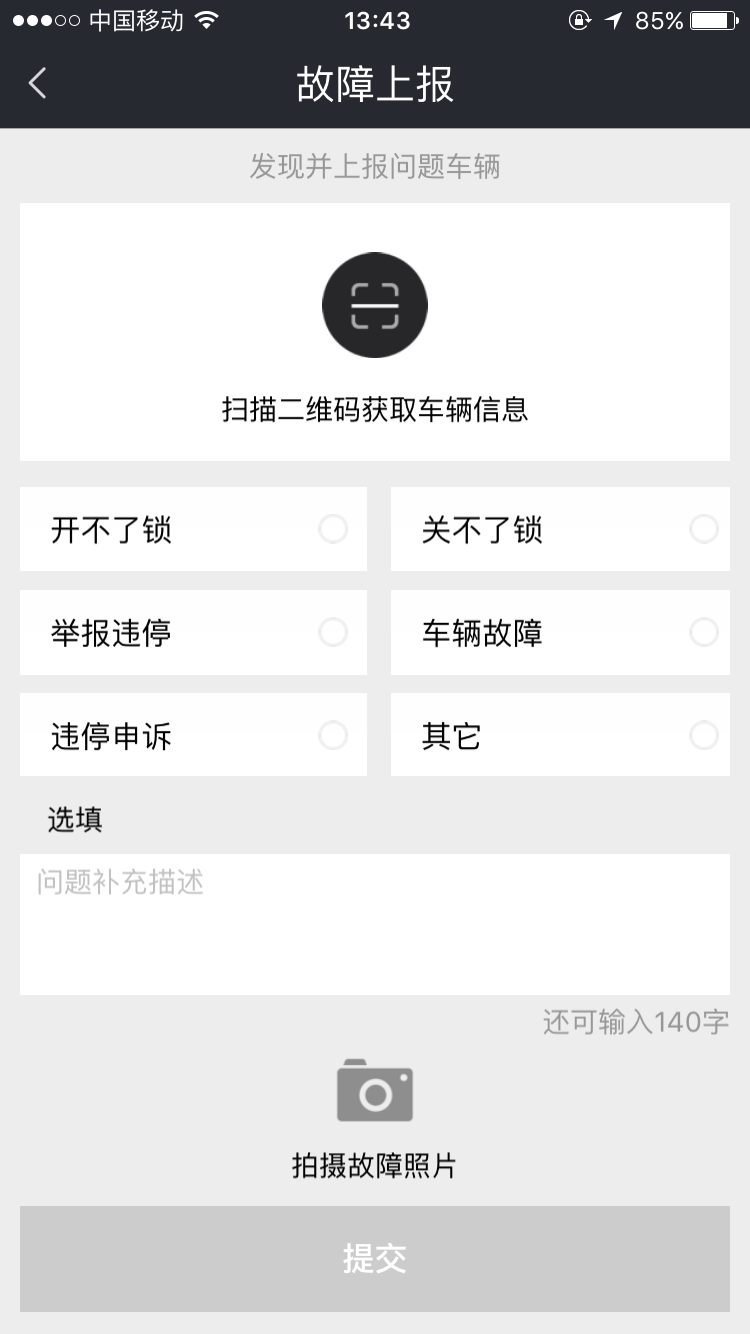 中国移动 13:43 85%
故障上报
发现并上报问题车辆
扫描二维码获取车辆信息
开不了锁 关不了锁
举报违停 车辆故障
违停申诉 其它
选填
问题补充描述
还可输入140字
拍摄故障照片
提交